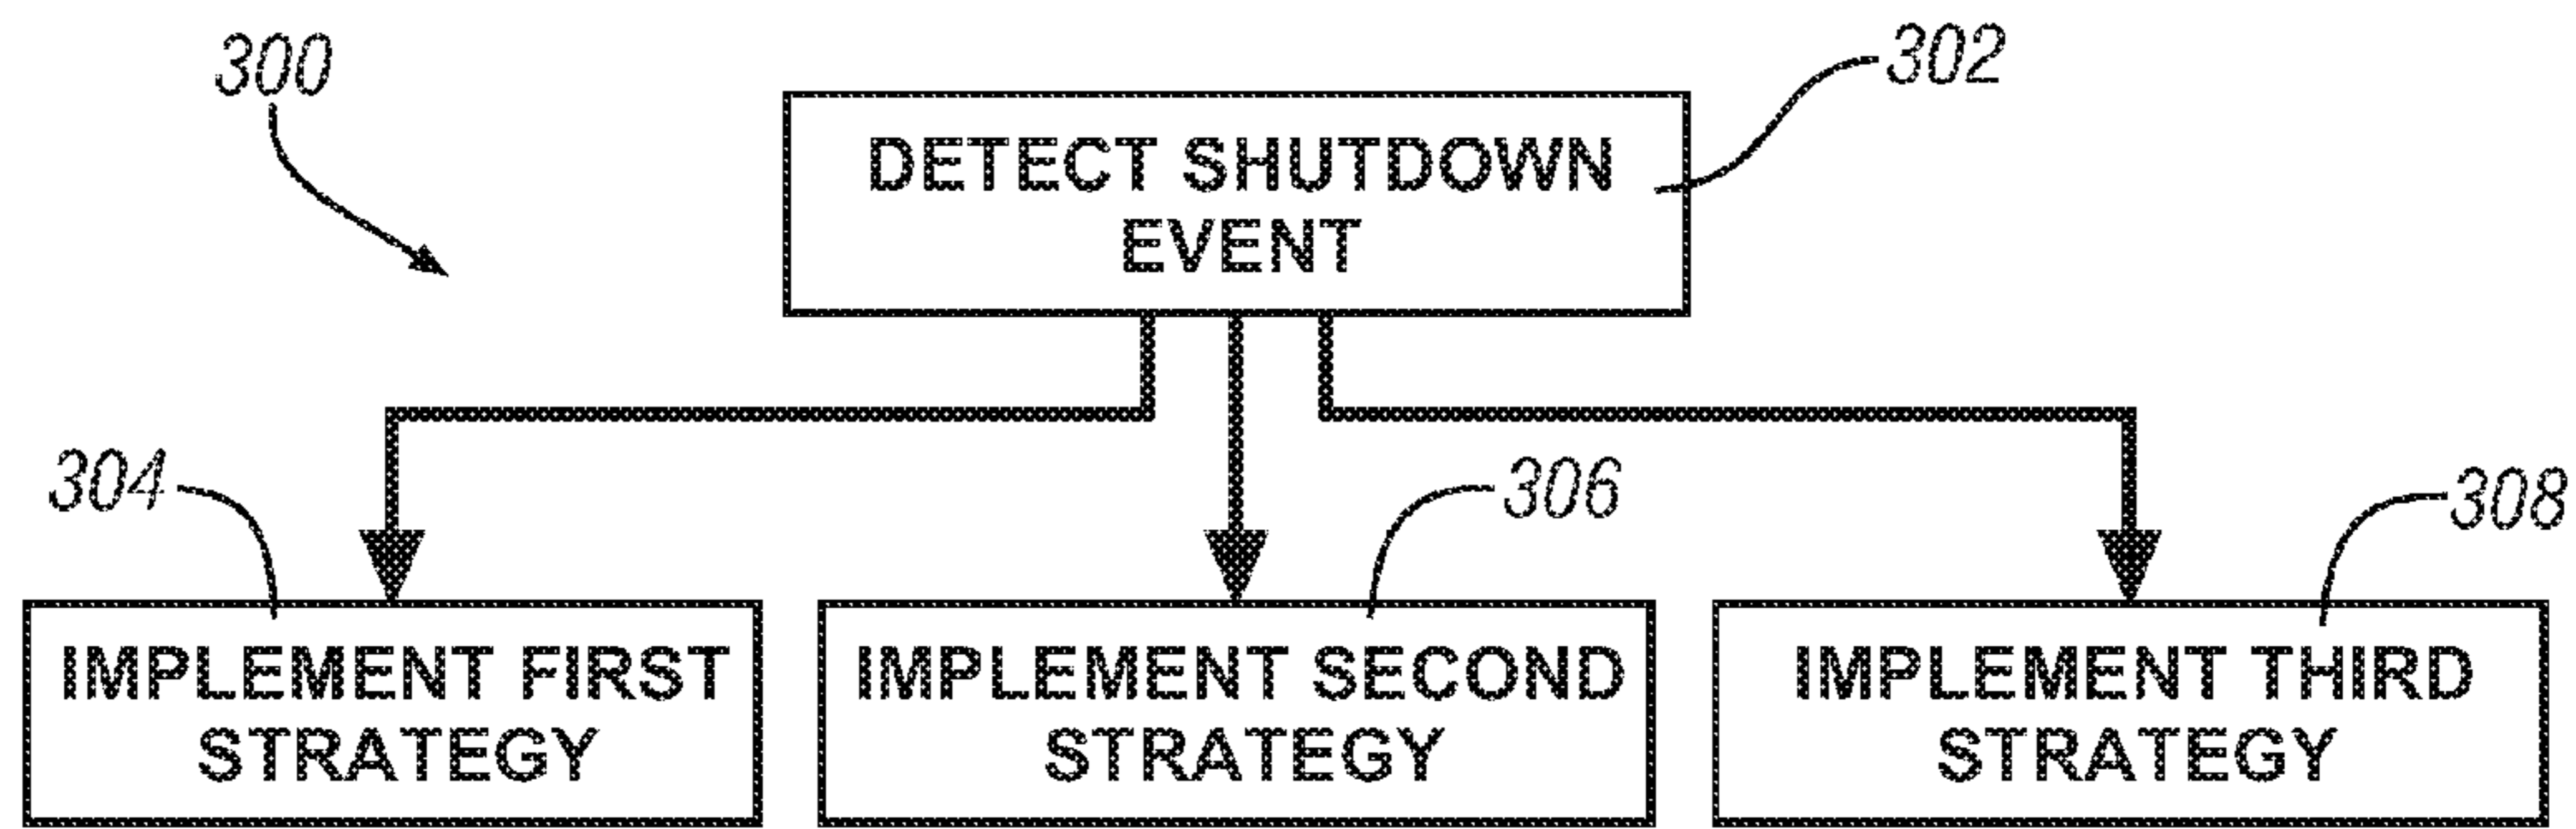 300
302
DETECT SHUTDOWN
EVENT
304
306
308
IMPLEMENT FIRST
STRATEGY
IMPLEMENT SECOND
STRATEGY
IMPLEMENT THIRD
STRATEGY